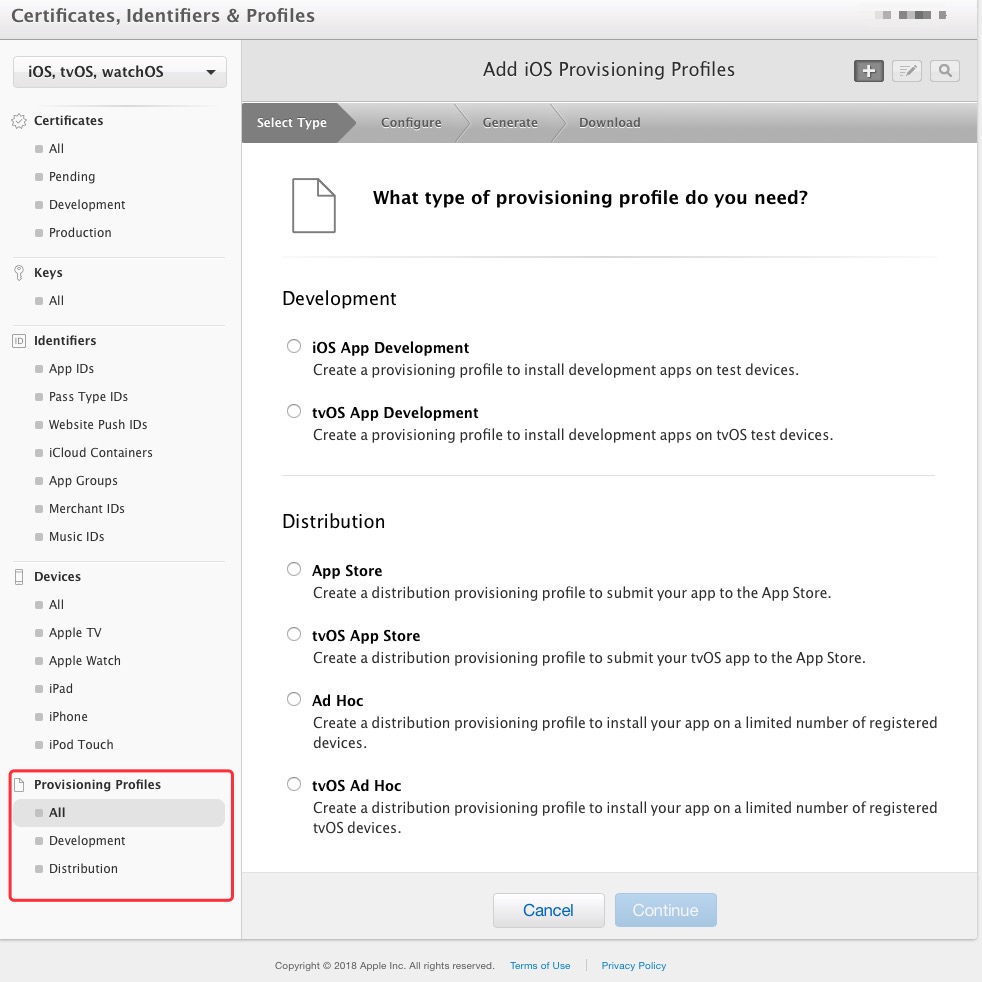 Certificates, Identifiers & Profiles
iOS, tvOS, watchOS
Certificates
All
Pending
Development
Production
Keys
All
ID Identifiers
App IDs
Pass Type IDs
Website Push IDs
iCloud Containers
App Groups
Merchant IDs
Music IDs
Devices
All
Apple TV
Apple Watch
iPad
iPhone
iPod Touch
Provisioning Profiles
All
Development
Distribution
Add iOS Provisioning Profiles
Select Type Configure Generate Download
What type of provisioning profile do you need?
Development
iOS App Development
Create a provisioning profile to install development apps on test devices.
tvOS App Development
Create a provisioning profile to install development apps on tvOS test devices.
Distribution
App Store
Create a distribution provisioning profile to submit your app to the App Store.
tvOS App Store
Create a distribution provisioning profile to submit your tvOS app to the App Store.
Ad Hoc
Create a distribution provisioning profile to install your app on a limited number of registered
devices.
tvOS Ad Hoc
Create a distribution provisioning profile to install your app on a limited number of registered
tvOS devices.
Cancel Continue
Copyright © 2018 Apple Inc. All rights reserved. Terms of Use Privacy Policy